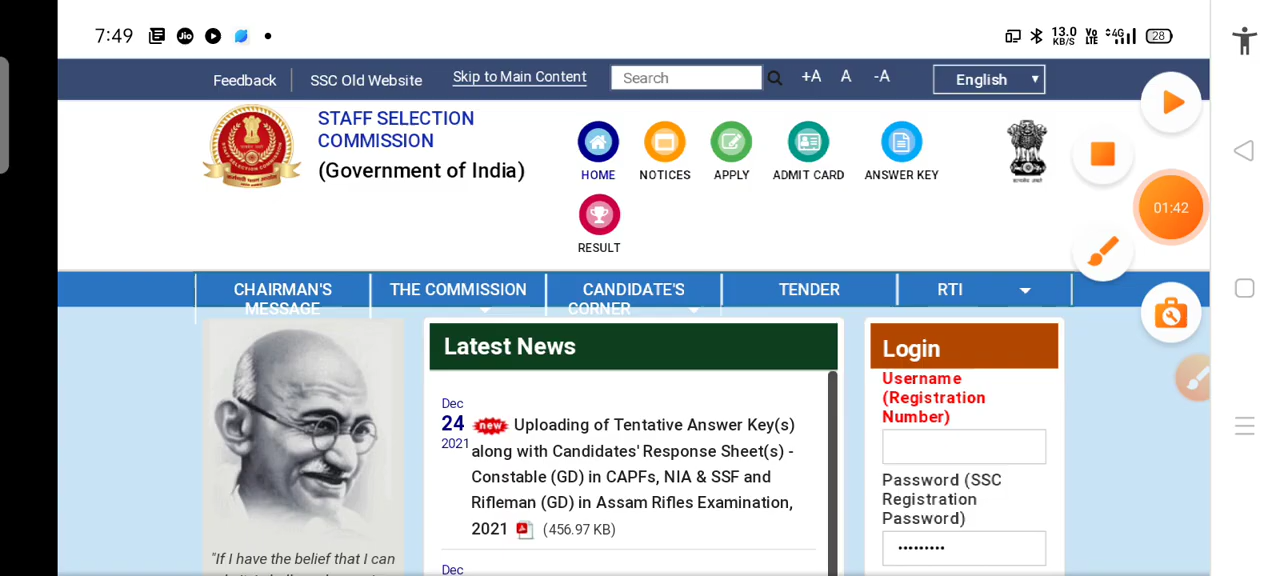 7:49
Jio
13.0 KB/S
Vo LTE
4G
28
Feedback
SSC Old Website
Skip to Main Content
Search
+A A -A
English
STAFF SELECTION
COMMISSION
(Government of India)
HOME
NOTICES
APPLY
ADMIT CARD
ANSWER KEY
RESULT
01:42
CHAIRMAN'S
MESSAGE
THE COMMISSION
CANDIDATE'S
CORNER
TENDER
RTI
Latest News
Dec
24
2021
new Uploading of Tentative Answer Key(s)
along with Candidates' Response Sheet(s) -
Constable (GD) in CAPFs, NIA & SSF and
Rifleman (GD) in Assam Rifles Examination,
2021 (456.97 KB)
Dec
Login
Username
(Registration
Number)
Password (SSC
Registration
Password)
•••••••••
"If I have the belief that I can